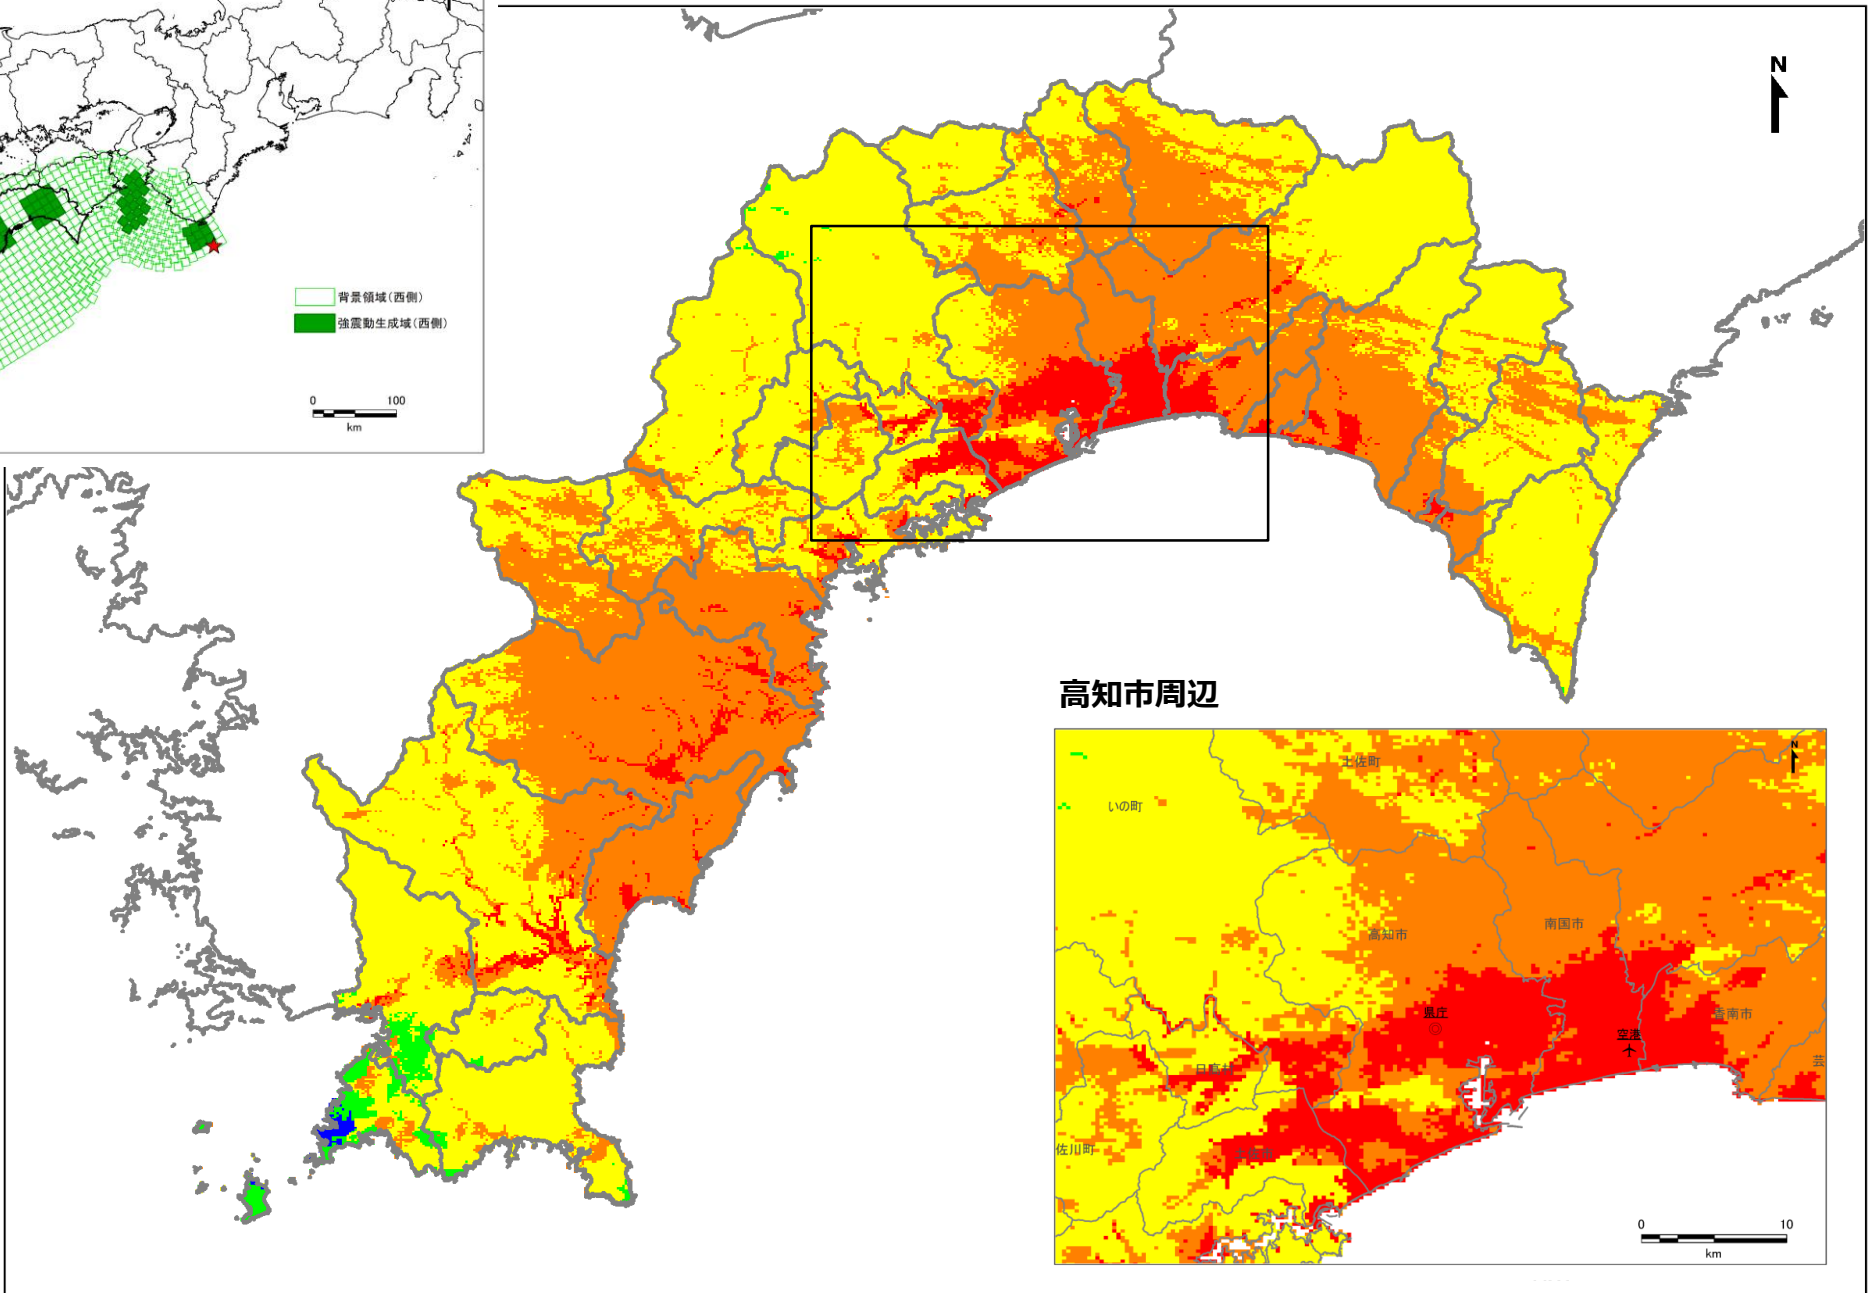 N
背景領域(西側)
強震動生成域(西側)
0 100
km
高知市周辺
N
土佐町
いの町
南国市
高知市
県庁
香南市
空港
芸
日高村
佐川町
土佐市
0 10
km